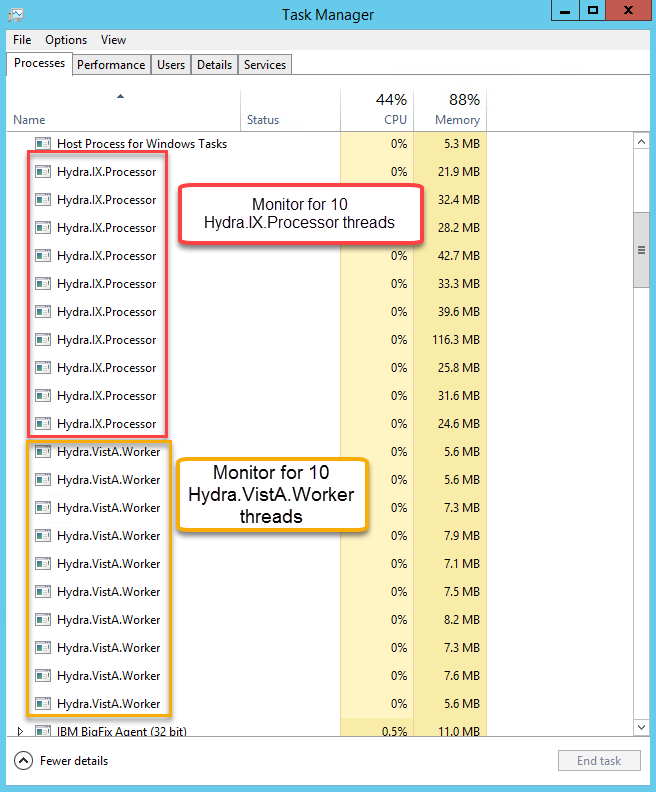 Task Manager
File Options View
Processes Performance Users Details Services
44% 88%
Name Status CPU Memory
Host Process for Windows Tasks 0% 5.3 MB
Hydra.IX.Processor 0% 21.9 MB
Hydra.IX.Processor 32.4 MB
Hydra.IX.Processor 28.2 MB
Hydra.IX.Processor 0% 42.7 MB
Hydra.IX.Processor 0% 33.3 MB
Hydra.IX.Processor 0% 39.6 MB
Hydra.IX.Processor 0% 116.3 MB
Hydra.IX.Processor 0% 25.8 MB
Hydra.IX.Processor 0% 31.6 MB
Hydra.IX.Processor 0% 24.6 MB
Monitor for 10
Hydra.IX.Processor threads
Hydra.VistA.Worker 0% 5.6 MB
Hydra.VistA.Worker 0% 5.6 MB
Hydra.VistA.Worker 0% 7.3 MB
Hydra.VistA.Worker 0% 7.9 MB
Hydra.VistA.Worker 0% 7.1 MB
Hydra.VistA.Worker 0% 7.5 MB
Hydra.VistA.Worker 0% 8.2 MB
Hydra.VistA.Worker 0% 7.3 MB
Hydra.VistA.Worker 0% 7.6 MB
Hydra.VistA.Worker 0% 5.6 MB
Monitor for 10
Hydra.VistA.Worker
threads
IBM BigFix Agent (32 bit) 0.5% 11.0 MB
Fewer details End task